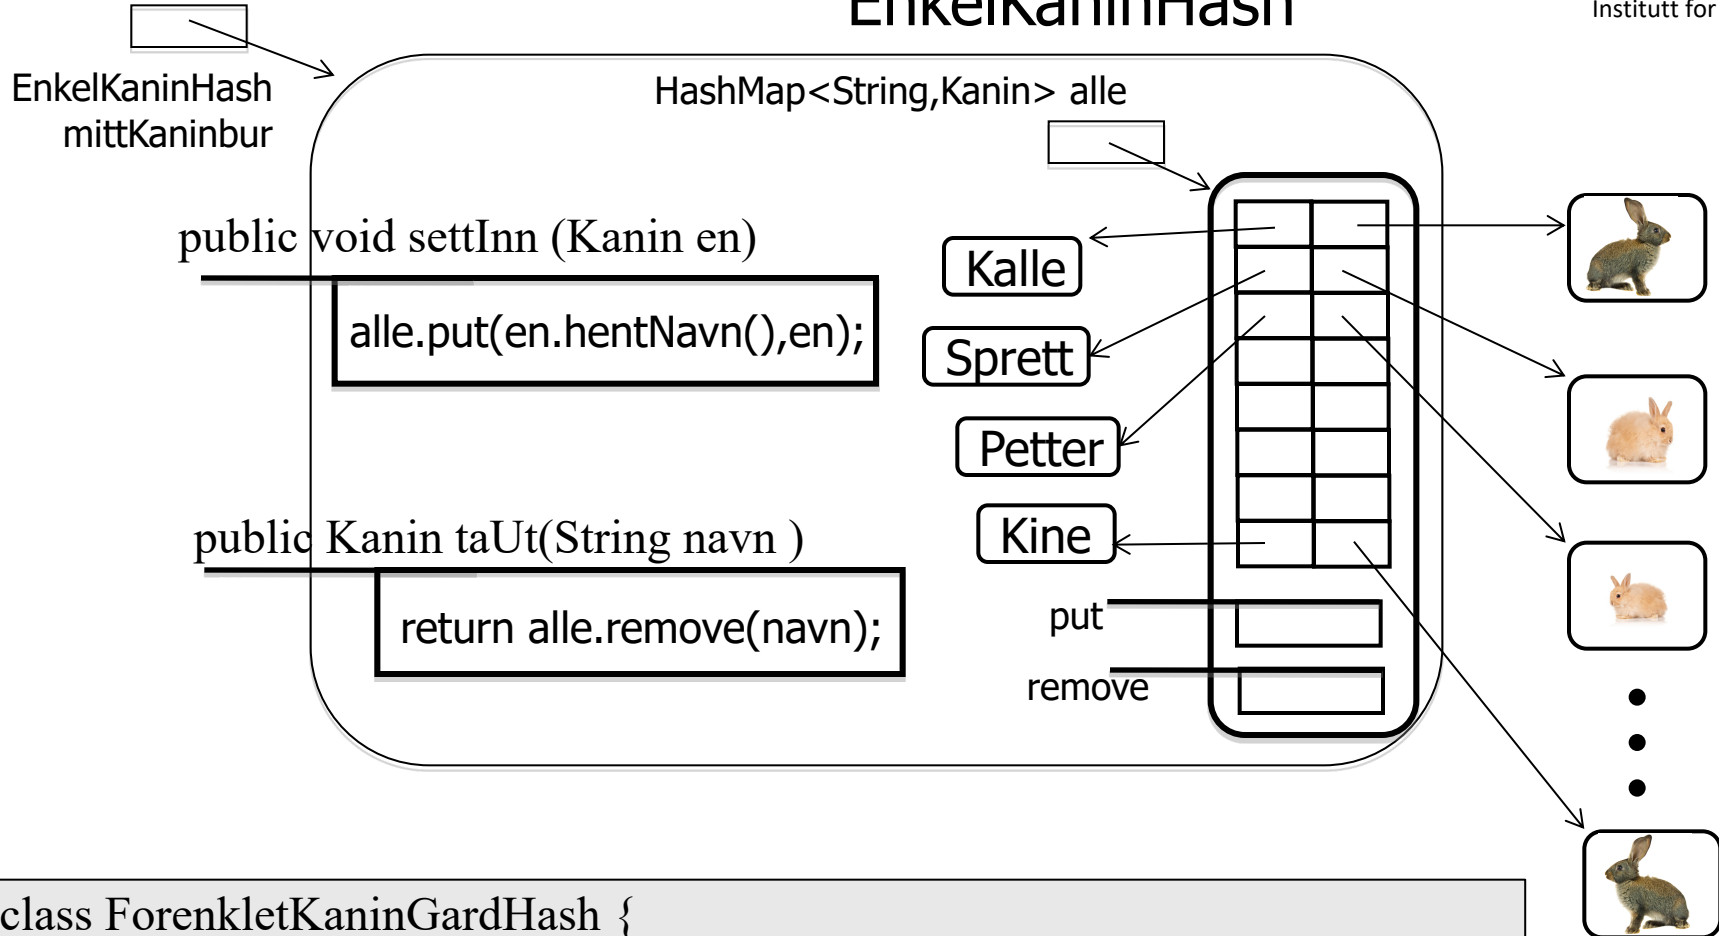 EnkelKaninHash
Institutt for
EnkelKaninHash
mittKaninbur
HashMap<String,Kanin> alle
public void settInn (Kanin en)
alle.put(en.hentNavn(),en);
Kalle
Sprett
Petter
Kine
public Kanin taUt(String navn )
return alle.remove(navn);
put
remove
class ForenkletKaninGardHash {